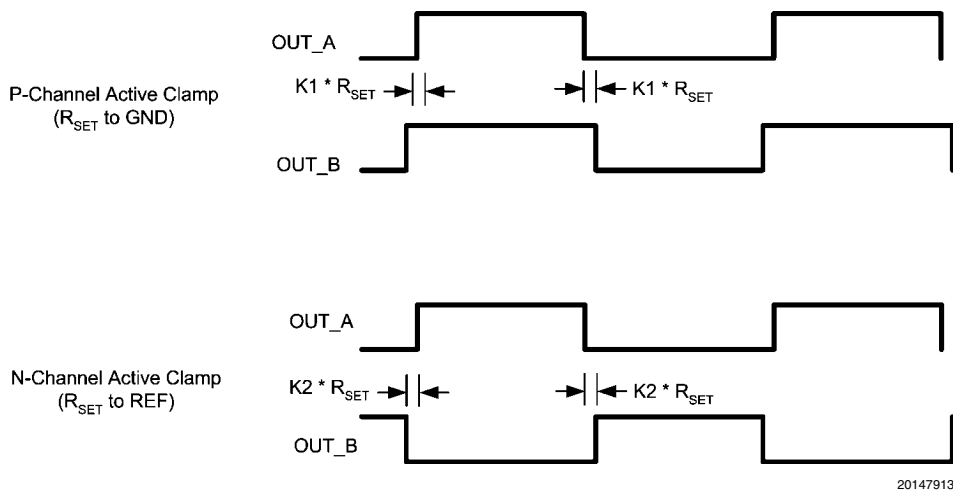 OUT_A
K1 * RSET
K1 * RSET
P-Channel Active Clamp
(RSET to GND)
OUT_B
OUT_A
N-Channel Active Clamp
(RSET to REF)
K2 * RSET
K2 * RSET
OUT_B
20147913